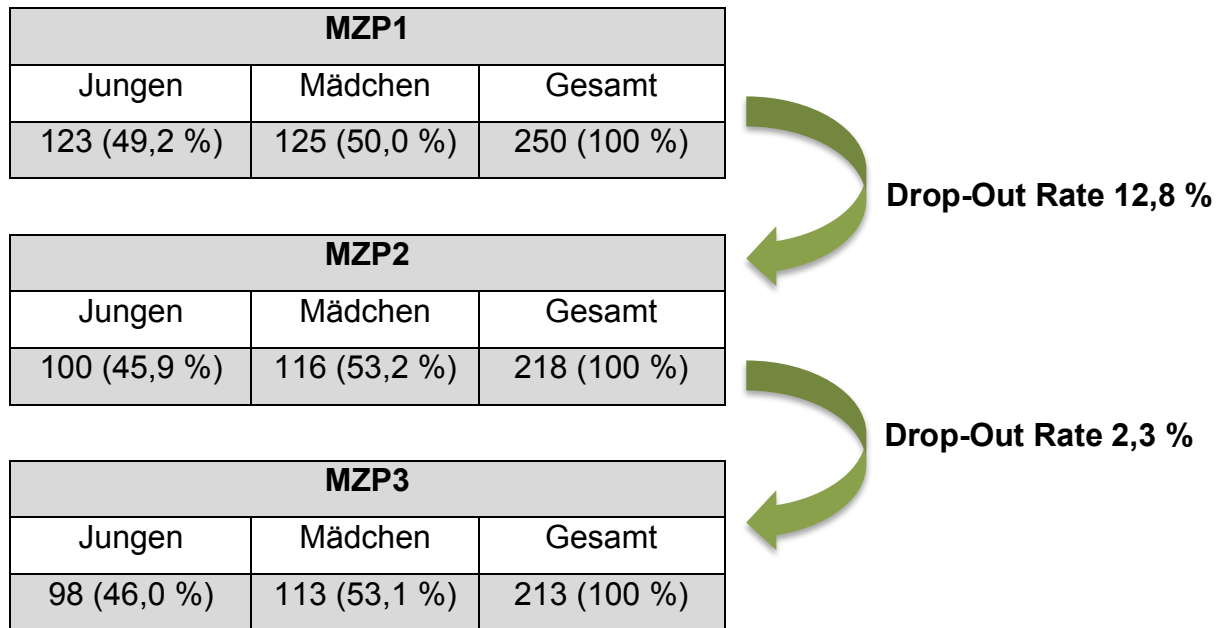 MZP1
Jungen Mädchen Gesamt
123 (49,2 %) 125 (50,0 %) 250 (100 %)
Drop-Out Rate 12,8 %
MZP2
Jungen Mädchen Gesamt
100 (45,9 %) 116 (53,2 %) 218 (100 %)
Drop-Out Rate 2,3 %
MZP3
Jungen Mädchen Gesamt
98 (46,0 %) 113 (53,1 %) 213 (100 %)